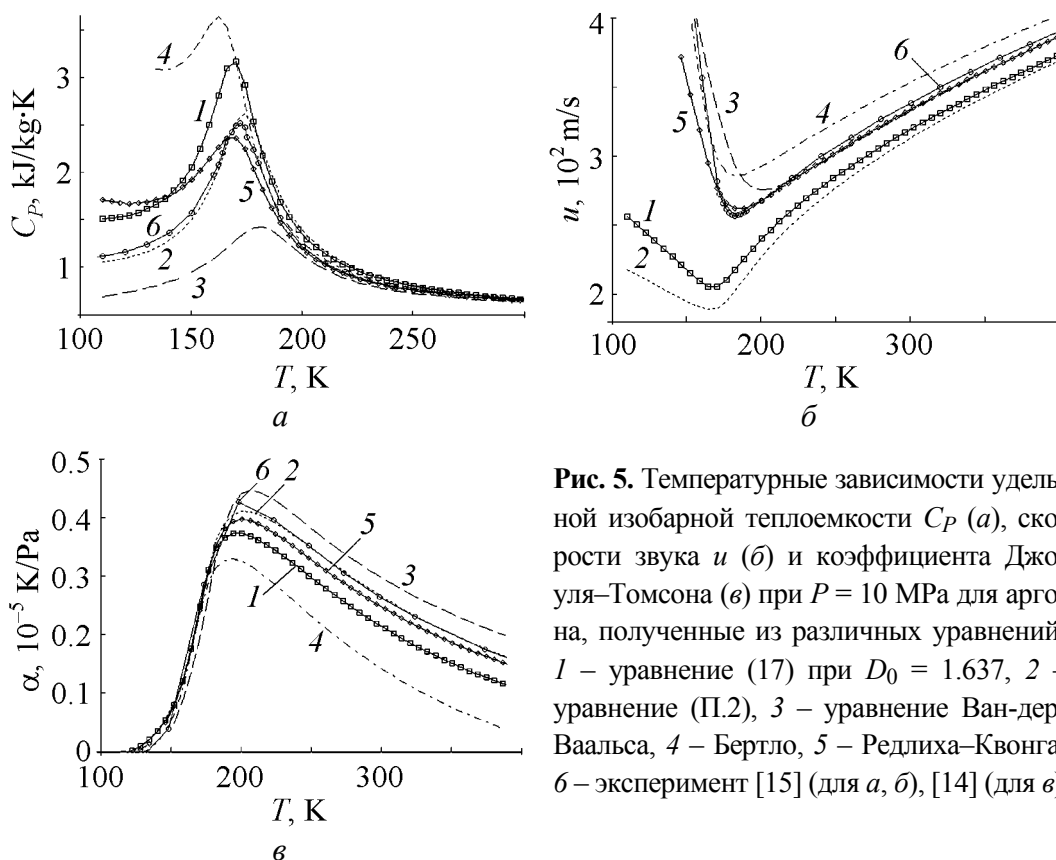 C_P, kJ/kg·K
3
2
1
4
1
6
2
3
5
100
150
200
250
T, K
а
u, 10² m/s
4
3
2
5
3
4
6
1
2
100
200
300
T, K
б
α, 10⁻⁵ K/Pa
0.5
0.4
0.3
0.2
0.1
0
6
2
5
3
1
4
100
200
300
T, K
в
Рис. 5. Температурные зависимости удель
ной изобарной теплоемкости C_P (а), ско
рости звука u (б) и коэффициента Джо
уля–Томсона (в) при P = 10 MPa для арго
на, полученные из различных уравнений
1 – уравнение (17) при D₀ = 1.637, 2 –
уравнение (П.2), 3 – уравнение Ван-дер
Ваальса, 4 – Бертло, 5 – Редлиха–Квонга
6 – эксперимент [15] (для а, б), [14] (для в)